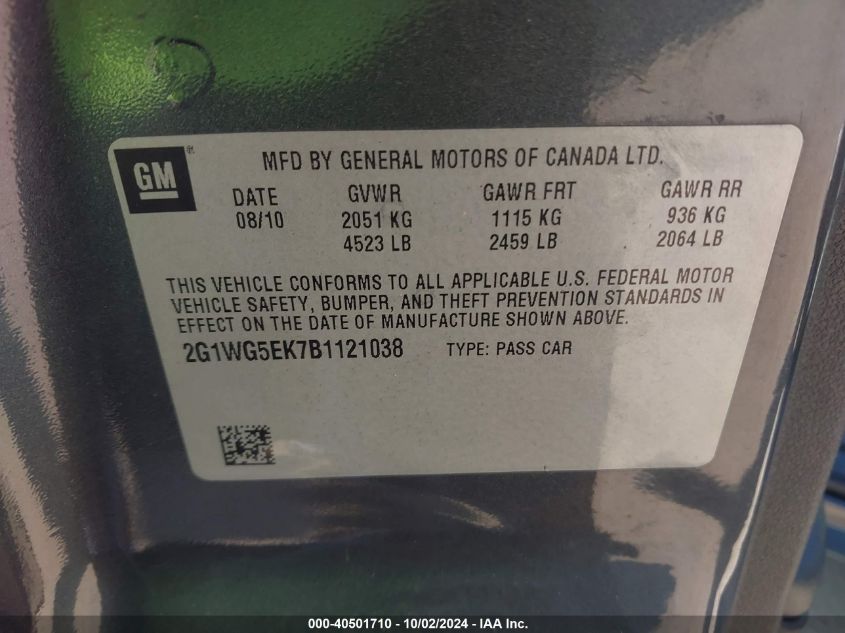 GM®
MFD BY GENERAL MOTORS OF CANADA LTD.
DATE GVWR GAWR FRT GAWR RR
08/10 2051 KG 1115 KG 936 KG
4523 LB 2459 LB 2064 LB
THIS VEHICLE CONFORMS TO ALL APPLICABLE U.S. FEDERAL MOTOR
VEHICLE SAFETY, BUMPER, AND THEFT PREVENTION STANDARDS IN
EFFECT ON THE DATE OF MANUFACTURE SHOWN ABOVE.
2G1WG5EK7B1121038 TYPE: PASS CAR
000-40501710 - 10/02/2024 - IAA Inc.